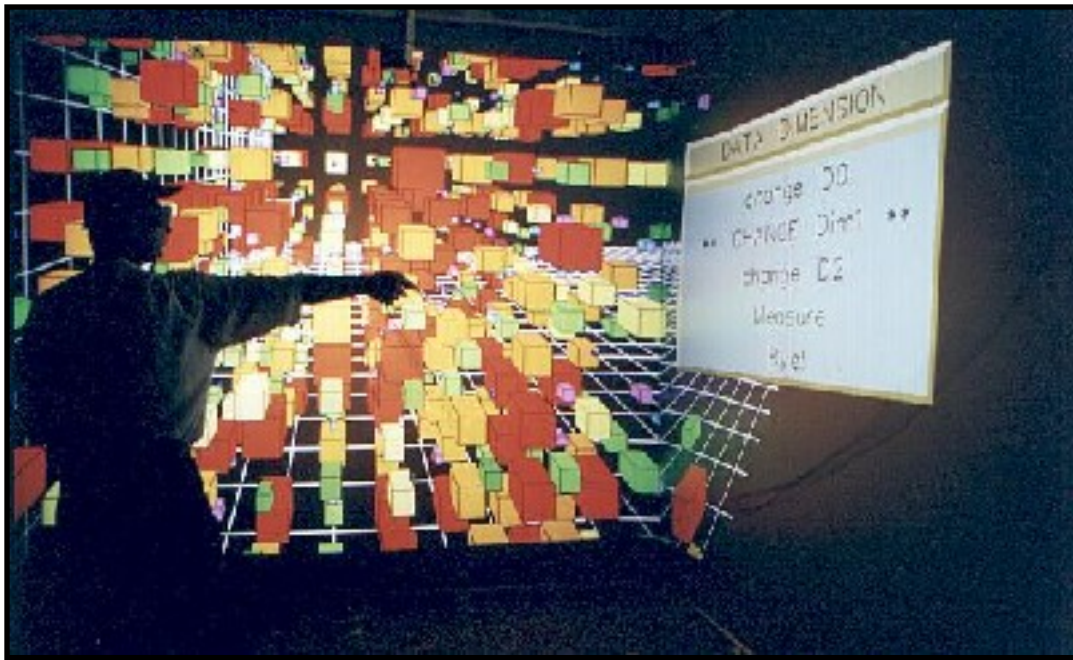 DATA DIMENSION
change D0
** CHANGE Dim1 **
change D2
Measure